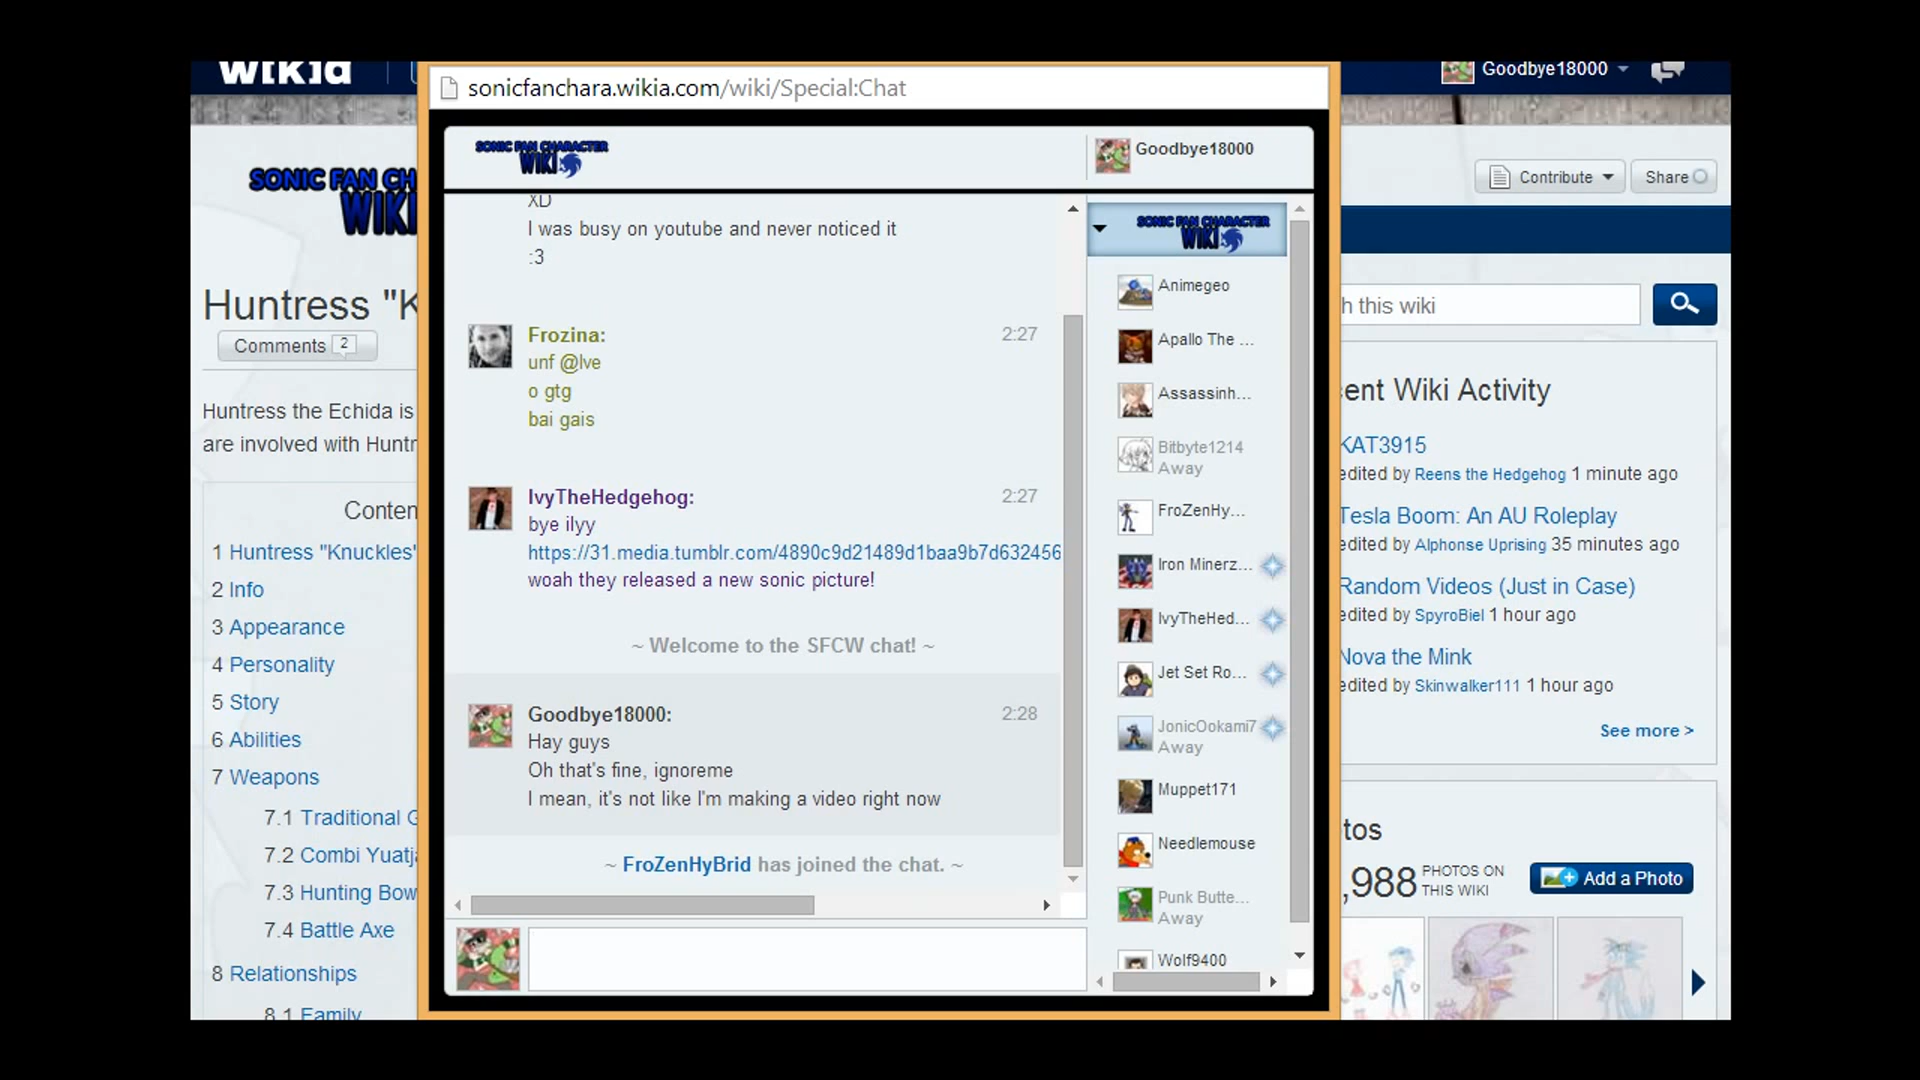 wikia
Goodbye18000
sonicfanchara.wikia.com/wiki/Special:Chat
SONIC FAN CHARACTER
WIKI
Goodbye18000
SONIC FAN CH
WIKI
Contribute
Share
XD
I was busy on youtube and never noticed it
:3
Frozina:
2:27
unf @Ive
o gtg
bai gais
IvyTheHedgehog:
2:27
bye ilyy
https://31.media.tumblr.com/4890c9d21489d1baa9b7d632456
woah they released a new sonic picture!
~ Welcome to the SFCW chat! ~
Goodbye18000:
2:28
Hay guys
Oh that's fine, ignoreme
I mean, it's not like I'm making a video right now
~ FroZenHyBrid has joined the chat. ~
SONIC FAN CHARACTER
WIKI
Animegeo
Apallo The ...
Assassinh...
Bitbyte1214
Away
FroZenHy...
Iron Minerz...
IvyTheHed...
Jet Set Ro...
JonicOokami7
Away
Muppet171
Needlemouse
Punk Butte...
Away
Wolf9400
Huntress "K
Comments 2
Huntress the Echida is
are involved with Huntr
Conten
1 Huntress "Knuckles"
2 Info
3 Appearance
4 Personality
5 Story
6 Abilities
7 Weapons
7.1 Traditional G
7.2 Combi Yuatj
7.3 Hunting Bow
7.4 Battle Axe
8 Relationships
8.1 Family
h this wiki
cent Wiki Activity
KAT3915
edited by Reens the Hedgehog 1 minute ago
Tesla Boom: An AU Roleplay
edited by Alphonse Uprising 35 minutes ago
Random Videos (Just in Case)
edited by SpyroBiel 1 hour ago
Nova the Mink
edited by Skinwalker111 1 hour ago
See more >
otos
,988 PHOTOS ON
THIS WIKI
Add a Photo